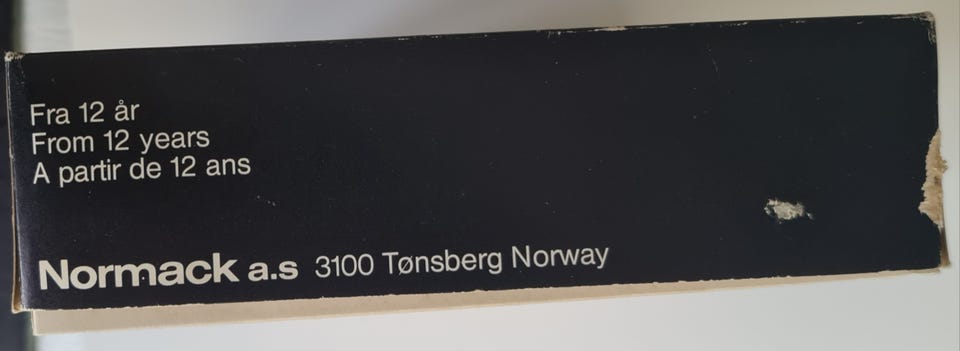 Fra 12 år
From 12 years
A partir de 12 ans
Normack a.s 3100 Tønsberg Norway